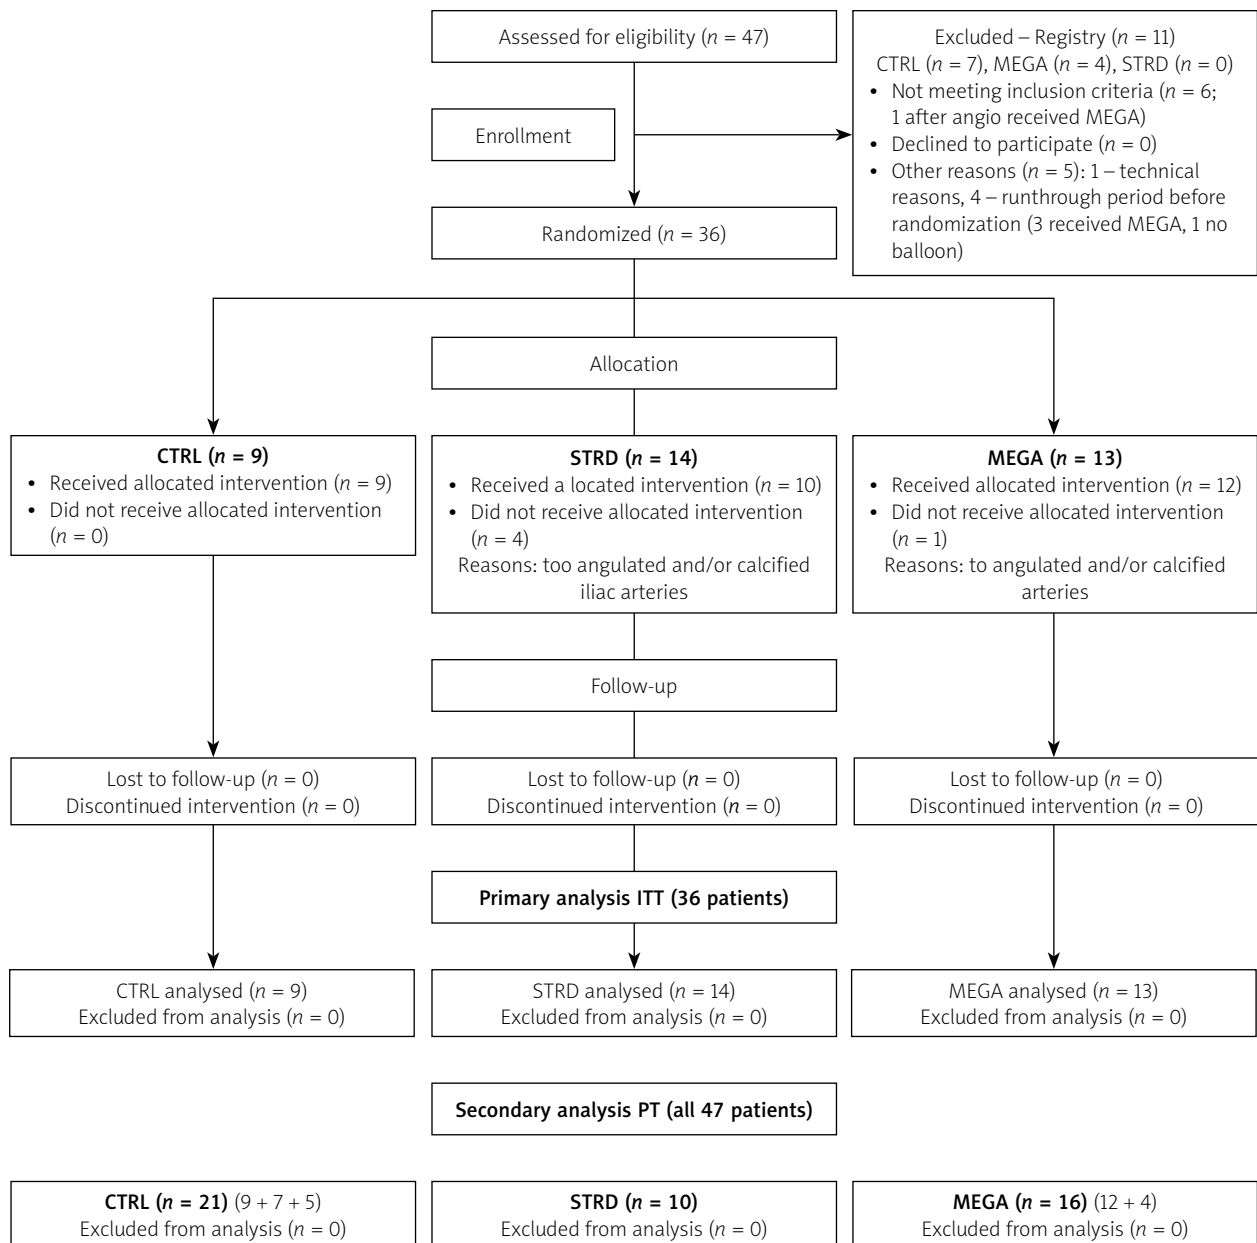 Assessed for eligibility (n = 47)
Excluded – Registry (n = 11)
CTRL (n = 7), MEGA (n = 4), STRD (n = 0)
• Not meeting inclusion criteria (n = 6;
1 after angio received MEGA)
• Declined to participate (n = 0)
• Other reasons (n = 5): 1 – technical
reasons, 4 – runthrough period before
randomization (3 received MEGA, 1 no
balloon)
Enrollment
Randomized (n = 36)
Allocation
CTRL (n = 9)
• Received allocated intervention (n = 9)
• Did not receive allocated intervention
(n = 0)
STRD (n = 14)
• Received a located intervention (n = 10)
• Did not receive allocated intervention
(n = 4)
Reasons: too angulated and/or calcified
iliac arteries
MEGA (n = 13)
• Received allocated intervention (n = 12)
• Did not receive allocated intervention
(n = 1)
Reasons: to angulated and/or calcified
arteries
Follow-up
Lost to follow-up (n = 0)
Discontinued intervention (n = 0)
Lost to follow-up (n = 0)
Discontinued intervention (n = 0)
Lost to follow-up (n = 0)
Discontinued intervention (n = 0)
Primary analysis ITT (36 patients)
CTRL analysed (n = 9)
Excluded from analysis (n = 0)
STRD analysed (n = 14)
Excluded from analysis (n = 0)
MEGA analysed (n = 13)
Excluded from analysis (n = 0)
Secondary analysis PT (all 47 patients)
CTRL (n = 21) (9 + 7 + 5)
Excluded from analysis (n = 0)
STRD (n = 10)
Excluded from analysis (n = 0)
MEGA (n = 16) (12 + 4)
Excluded from analysis (n = 0)